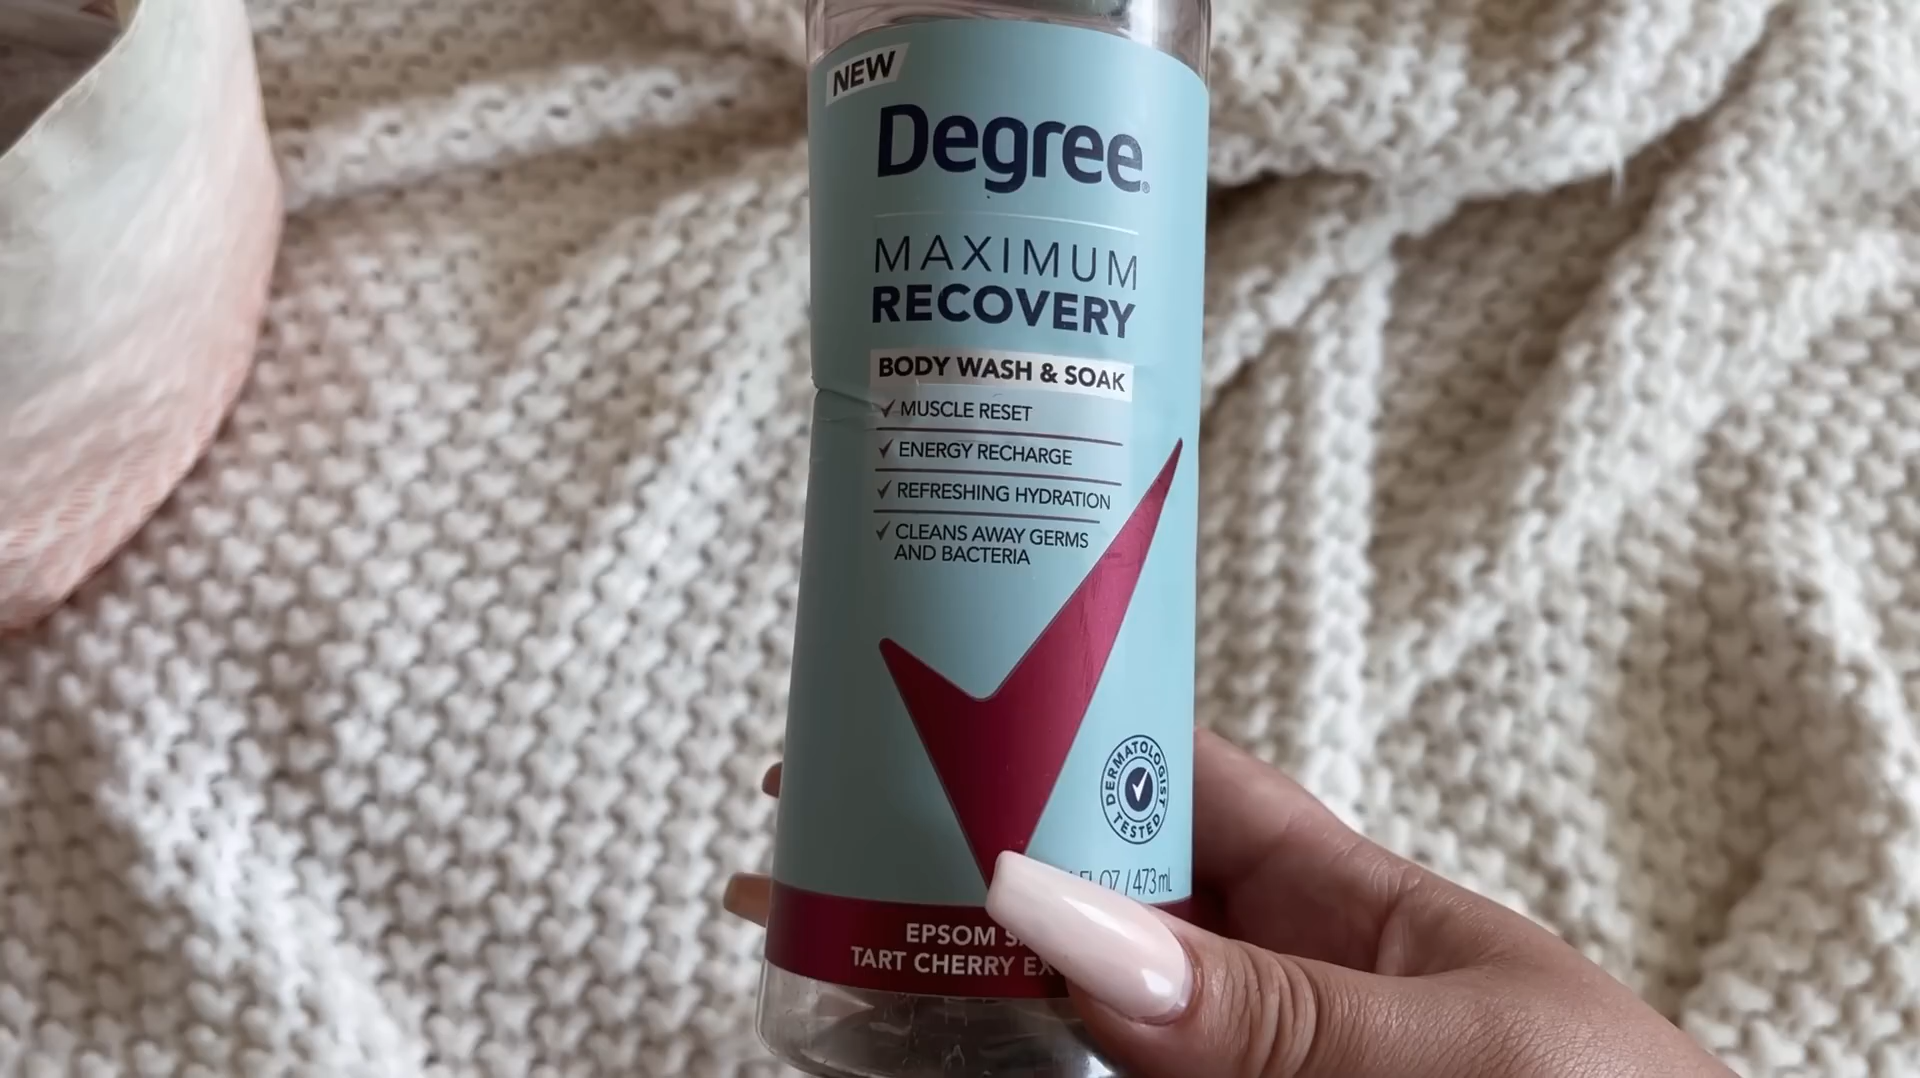 NEW
Degree®
MAXIMUM
RECOVERY
BODY WASH & SOAK
✓ MUSCLE RESET
✓ ENERGY RECHARGE
✓ REFRESHING HYDRATION
✓ CLEANS AWAY GERMS
AND BACTERIA
DERMATOLOGIST
TESTED
FL OZ / 473 mL
EPSOM
TART CHERRY